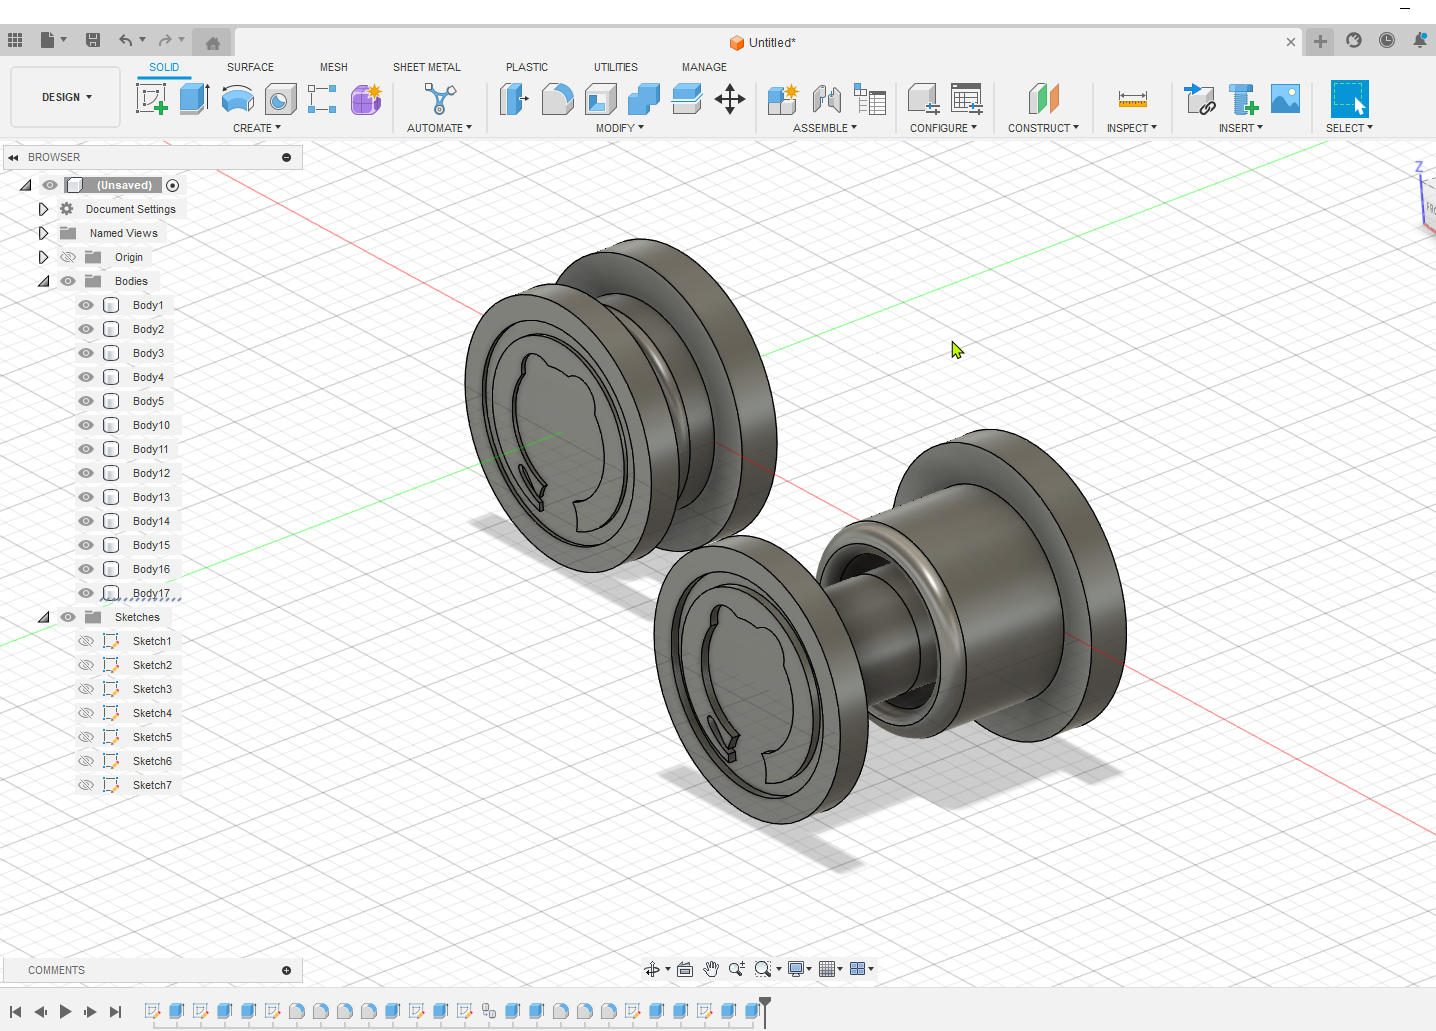 Untitled*
SOLID SURFACE MESH SHEET METAL PLASTIC UTILITIES MANAGE
DESIGN
CREATE AUTOMATE MODIFY ASSEMBLE CONFIGURE CONSTRUCT INSPECT INSERT SELECT
BROWSER
(Unsaved)
Document Settings
Named Views
Origin
Bodies
Body1
Body2
Body3
Body4
Body5
Body10
Body11
Body12
Body13
Body14
Body15
Body16
Body17
Sketches
Sketch1
Sketch2
Sketch3
Sketch4
Sketch5
Sketch6
Sketch7
Z
COMMENTS